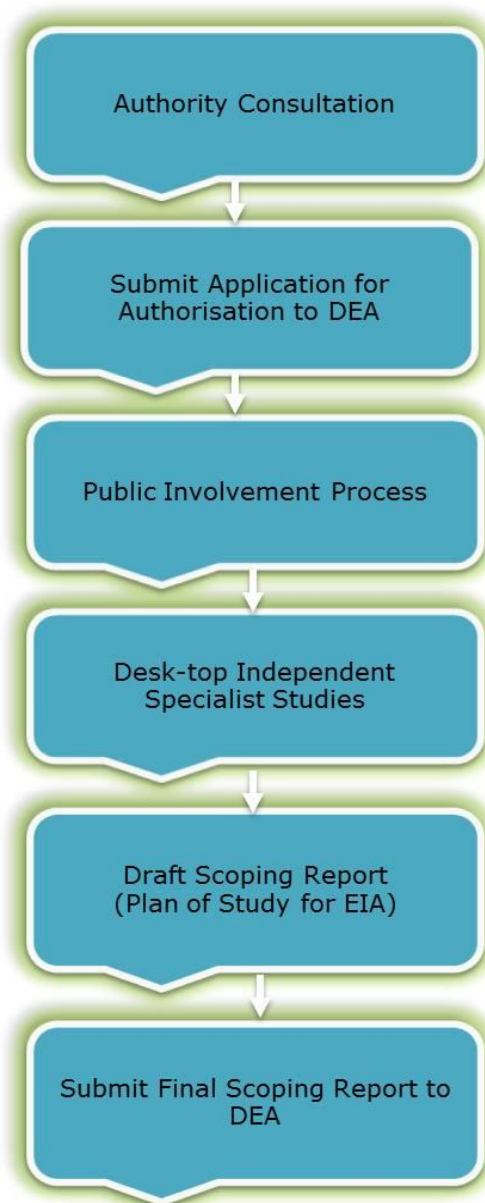 Authority Consultation
Submit Application for
Authorisation to DEA
Public Involvement Process
Desk-top Independent
Specialist Studies
Draft Scoping Report
(Plan of Study for EIA)
Submit Final Scoping Report to
DEA